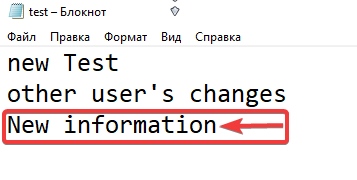 test – Блокнот
Файл Правка Формат Вид Справка
new Test
other user's changes
New information